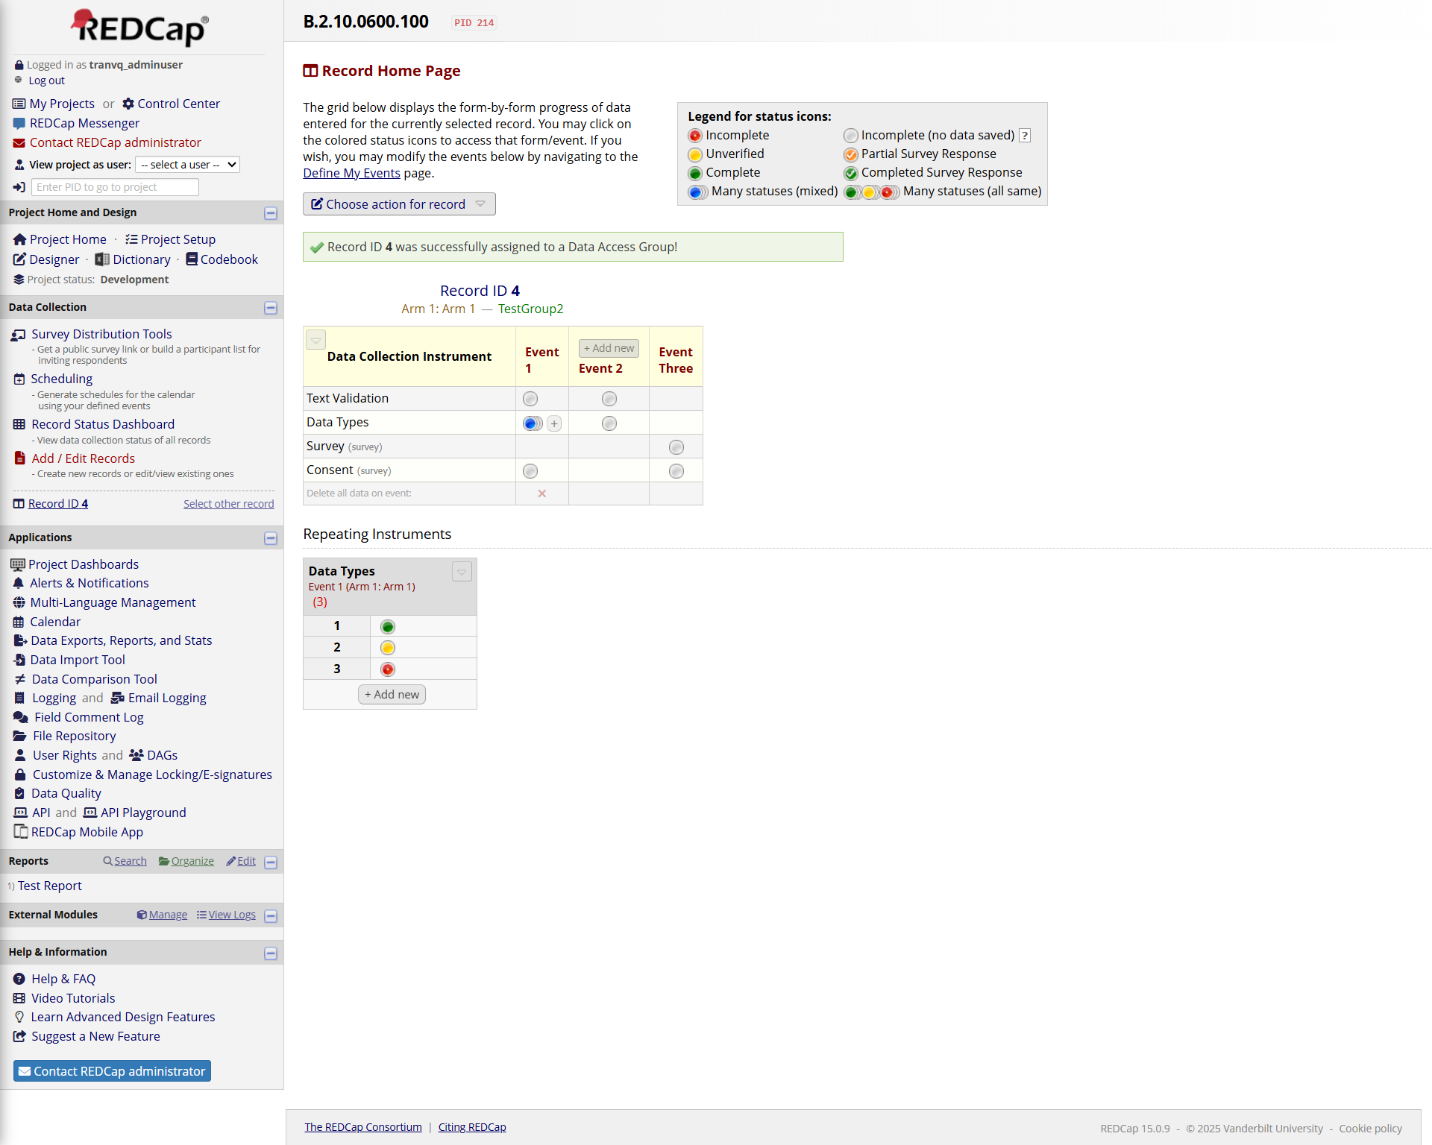 REDCap®
Logged in as tranvq_adminuser
Log out
My Projects or Control Center
REDCap Messenger
Contact REDCap administrator
View project as user: -- select a user --
Enter PID to go to project
Project Home and Design
Project Home · Project Setup
Designer · Dictionary · Codebook
Project status: Development
Data Collection
Survey Distribution Tools
- Get a public survey link or build a participant list for
inviting respondents
Scheduling
- Generate schedules for the calendar
using your defined events
Record Status Dashboard
- View data collection status of all records
Add / Edit Records
- Create new records or edit/view existing ones
Record ID 4 Select other record
Applications
Project Dashboards
Alerts & Notifications
Multi-Language Management
Calendar
Data Exports, Reports, and Stats
Data Import Tool
Data Comparison Tool
Logging and Email Logging
Field Comment Log
File Repository
User Rights and DAGs
Customize & Manage Locking/E-signatures
Data Quality
API and API Playground
REDCap Mobile App
Reports Search Organize Edit
1) Test Report
External Modules Manage View Logs
Help & Information
Help & FAQ
Video Tutorials
Learn Advanced Design Features
Suggest a New Feature
Contact REDCap administrator
B.2.10.0600.100 PID 214
Record Home Page
The grid below displays the form-by-form progress of data
entered for the currently selected record. You may click on
the colored status icons to access that form/event. If you
wish, you may modify the events below by navigating to the
Define My Events page.
Legend for status icons:
Incomplete Incomplete (no data saved) ?
Unverified Partial Survey Response
Complete Completed Survey Response
Many statuses (mixed) Many statuses (all same)
Choose action for record
Record ID 4 was successfully assigned to a Data Access Group!
Record ID 4
Arm 1: Arm 1 — TestGroup2
Data Collection Instrument Event 1 + Add new Event 2 Event Three
Text Validation
Data Types +
Survey (survey)
Consent (survey)
Delete all data on event:
Repeating Instruments
Data Types
Event 1 (Arm 1: Arm 1)
(3)
1
2
3
+ Add new
The REDCap Consortium | Citing REDCap
REDCap 15.0.9 - © 2025 Vanderbilt University - Cookie policy